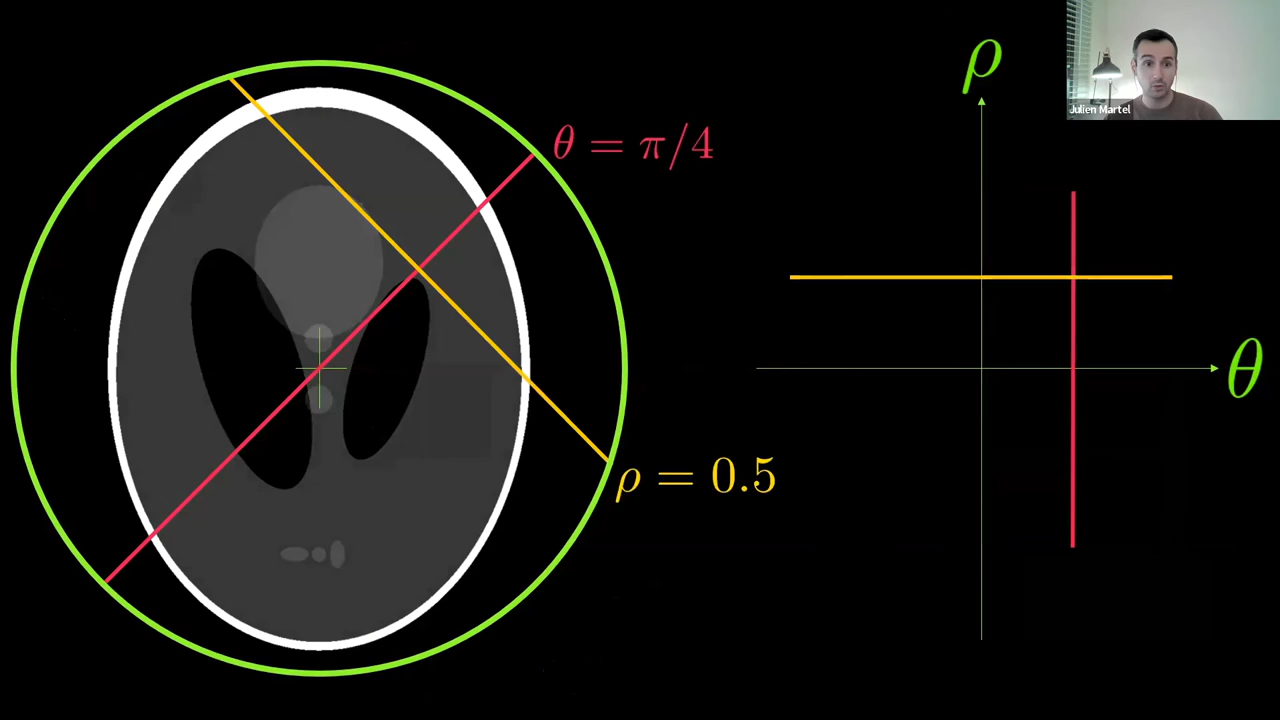 ρ
Julien Martel
θ = π/4
θ
ρ = 0.5